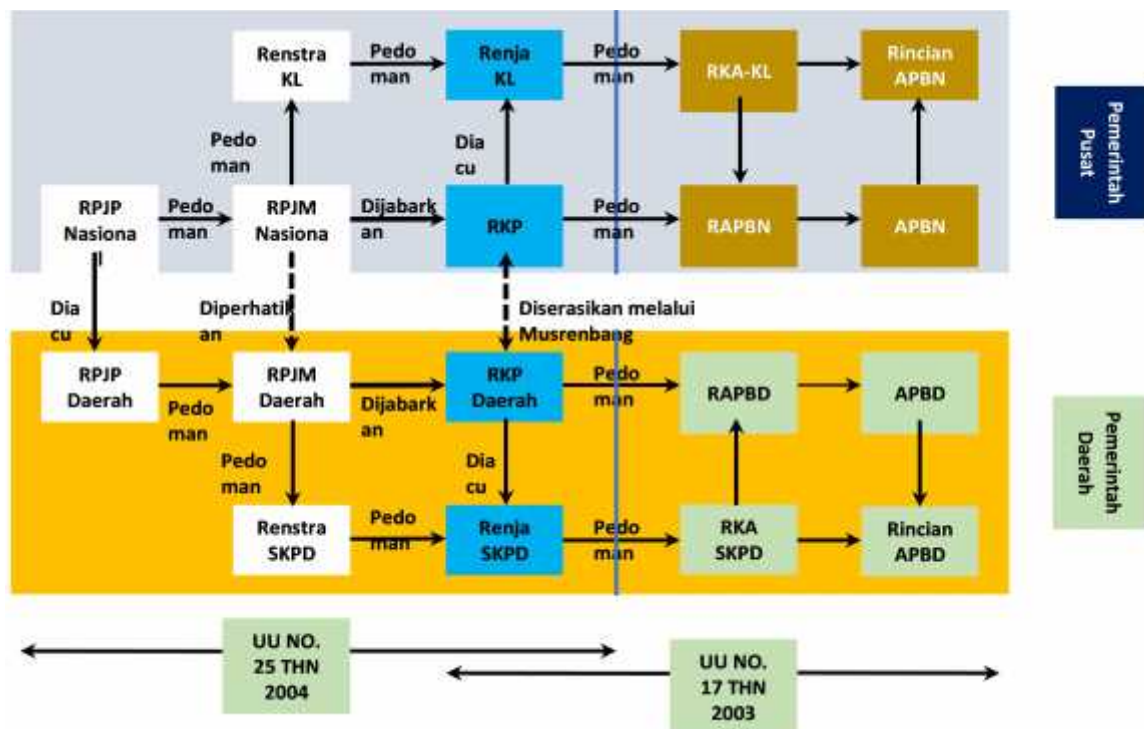 Renstra
KL
Pedo
man
Renja
KL
Pedo
man
RKA-KL
Rincian
APBN
Pemerintah
Pusat
Pedo
man
Dia
cu
RPJP
Nasiona
l
Pedo
man
RPJM
Nasiona
Dijabark
an
RKP
Pedo
man
RAPBN
APBN
Dia
cu
Diperhatik
an
Diserasikan melalui
Musrenbang
RPJP
Daerah
Pedo
man
RPJM
Daerah
Dijabark
an
RKP
Daerah
Pedo
man
RAPBD
APBD
Pemerintah
Daerah
Pedo
man
Dia
cu
Renstra
SKPD
Pedo
man
Renja
SKPD
Pedo
man
RKA
SKPD
Rincian
APBD
UU NO.
25 THN
2004
UU NO.
17 THN
2003